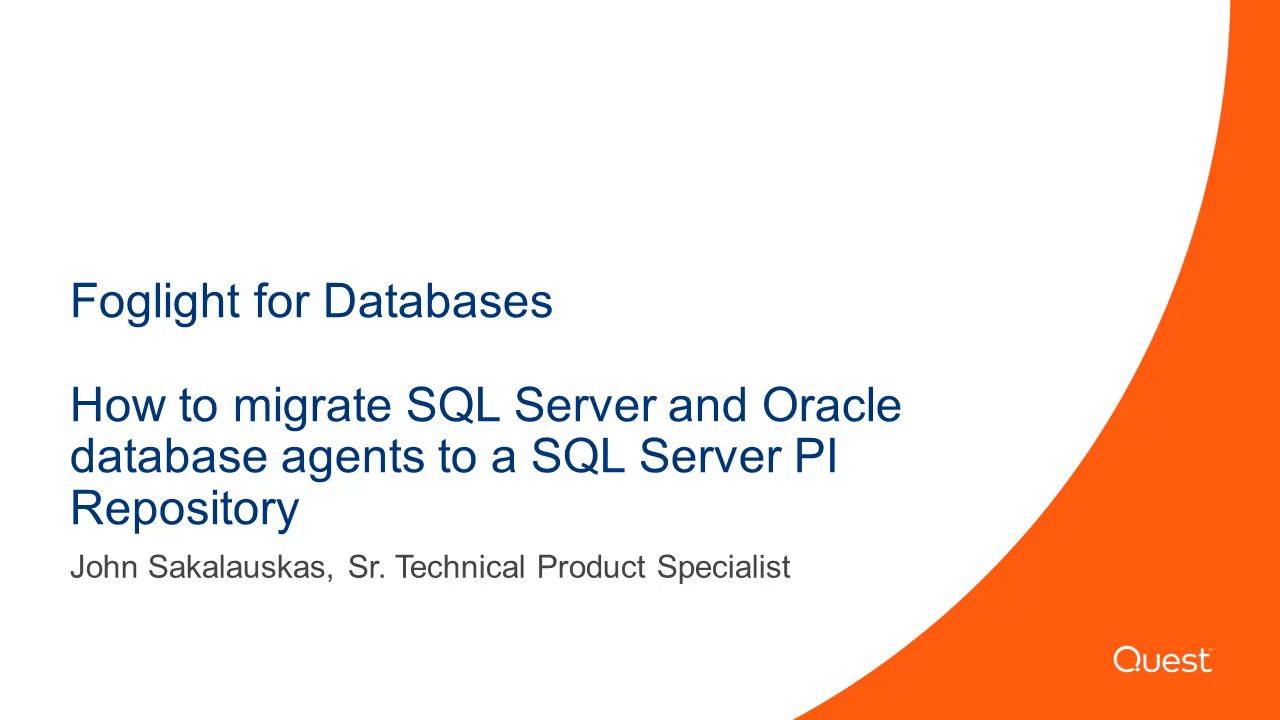 Foglight for Databases
How to migrate SQL Server and Oracle
database agents to a SQL Server PI
Repository
John Sakalauskas, Sr. Technical Product Specialist
Quest